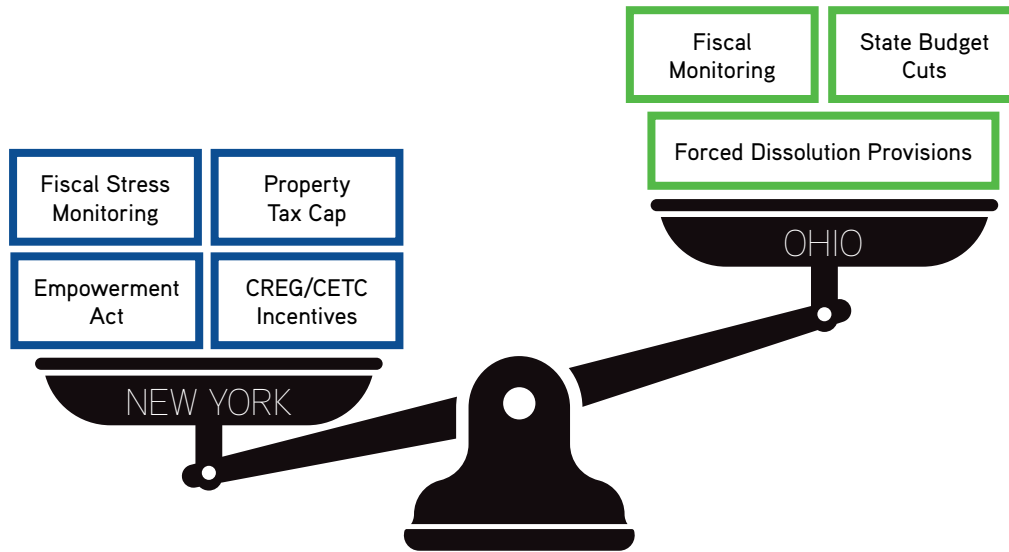 Fiscal Stress
Monitoring
Property
Tax Cap
Empowerment
Act
CREG/CETC
Incentives
NEW YORK
Fiscal
Monitoring
State Budget
Cuts
Forced Dissolution Provisions
OHIO